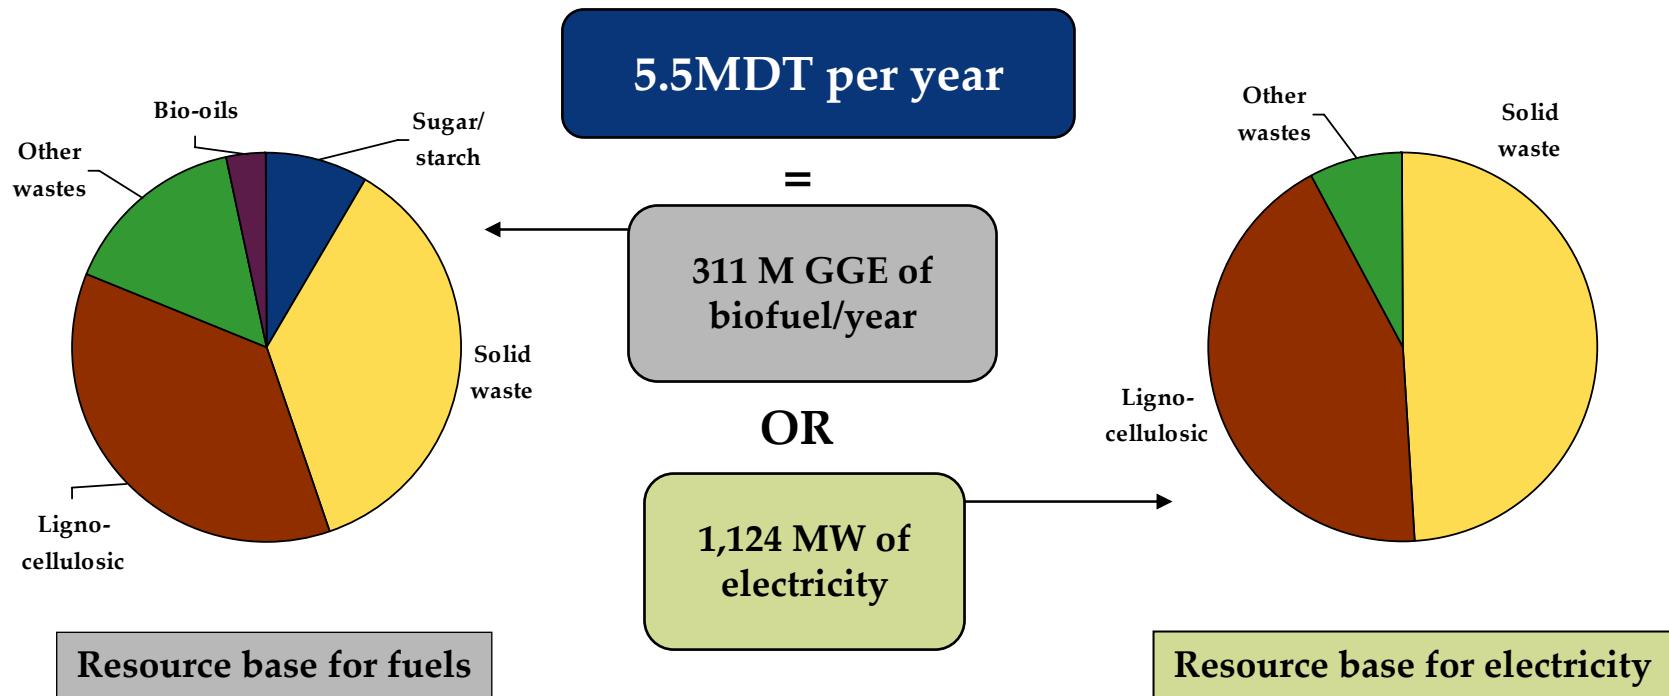 5.5MDT per year
=
311 M GGE of
biofuel/year
OR
1,124 MW of
electricity
Bio-oils
Sugar/
starch
Other
wastes
Solid
waste
Ligno-
cellulosic
Resource base for fuels
Other
wastes
Solid
waste
Ligno-
cellulosic
Resource base for electricity